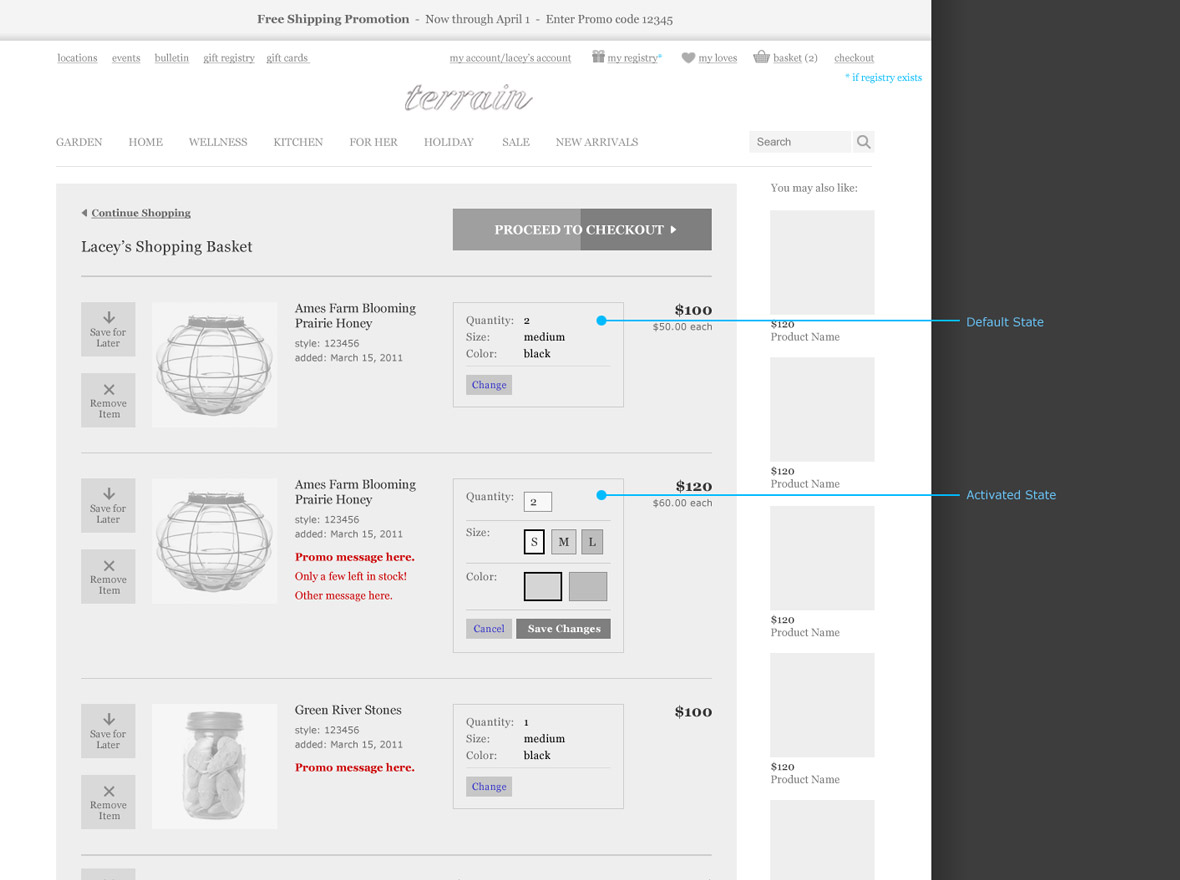 Free Shipping Promotion - Now through April 1 - Enter Promo code 12345
locations events bulletin gift registry gift cards my account/lacey's account my registry* my loves basket (2) checkout
* if registry exists
terrain
GARDEN HOME WELLNESS KITCHEN FOR HER HOLIDAY SALE NEW ARRIVALS Search
You may also like:
Continue Shopping
PROCEED TO CHECKOUT
Lacey's Shopping Basket
Save for
Later
Remove
Item
Ames Farm Blooming
Prairie Honey
style: 123456
added: March 15, 2011
Quantity: 2
Size: medium
Color: black
Change
$100
$50.00 each
Default State
Save for
Later
Remove
Item
Ames Farm Blooming
Prairie Honey
style: 123456
added: March 15, 2011
Promo message here.
Only a few left in stock!
Other message here.
Quantity: 2
Size: S M L
Color:
Cancel Save Changes
$120
$60.00 each
Activated State
Save for
Later
Remove
Item
Green River Stones
style: 123456
added: March 15, 2011
Promo message here.
Quantity: 1
Size: medium
Color: black
Change
$100
$120
Product Name
$120
Product Name
$120
Product Name
$120
Product Name